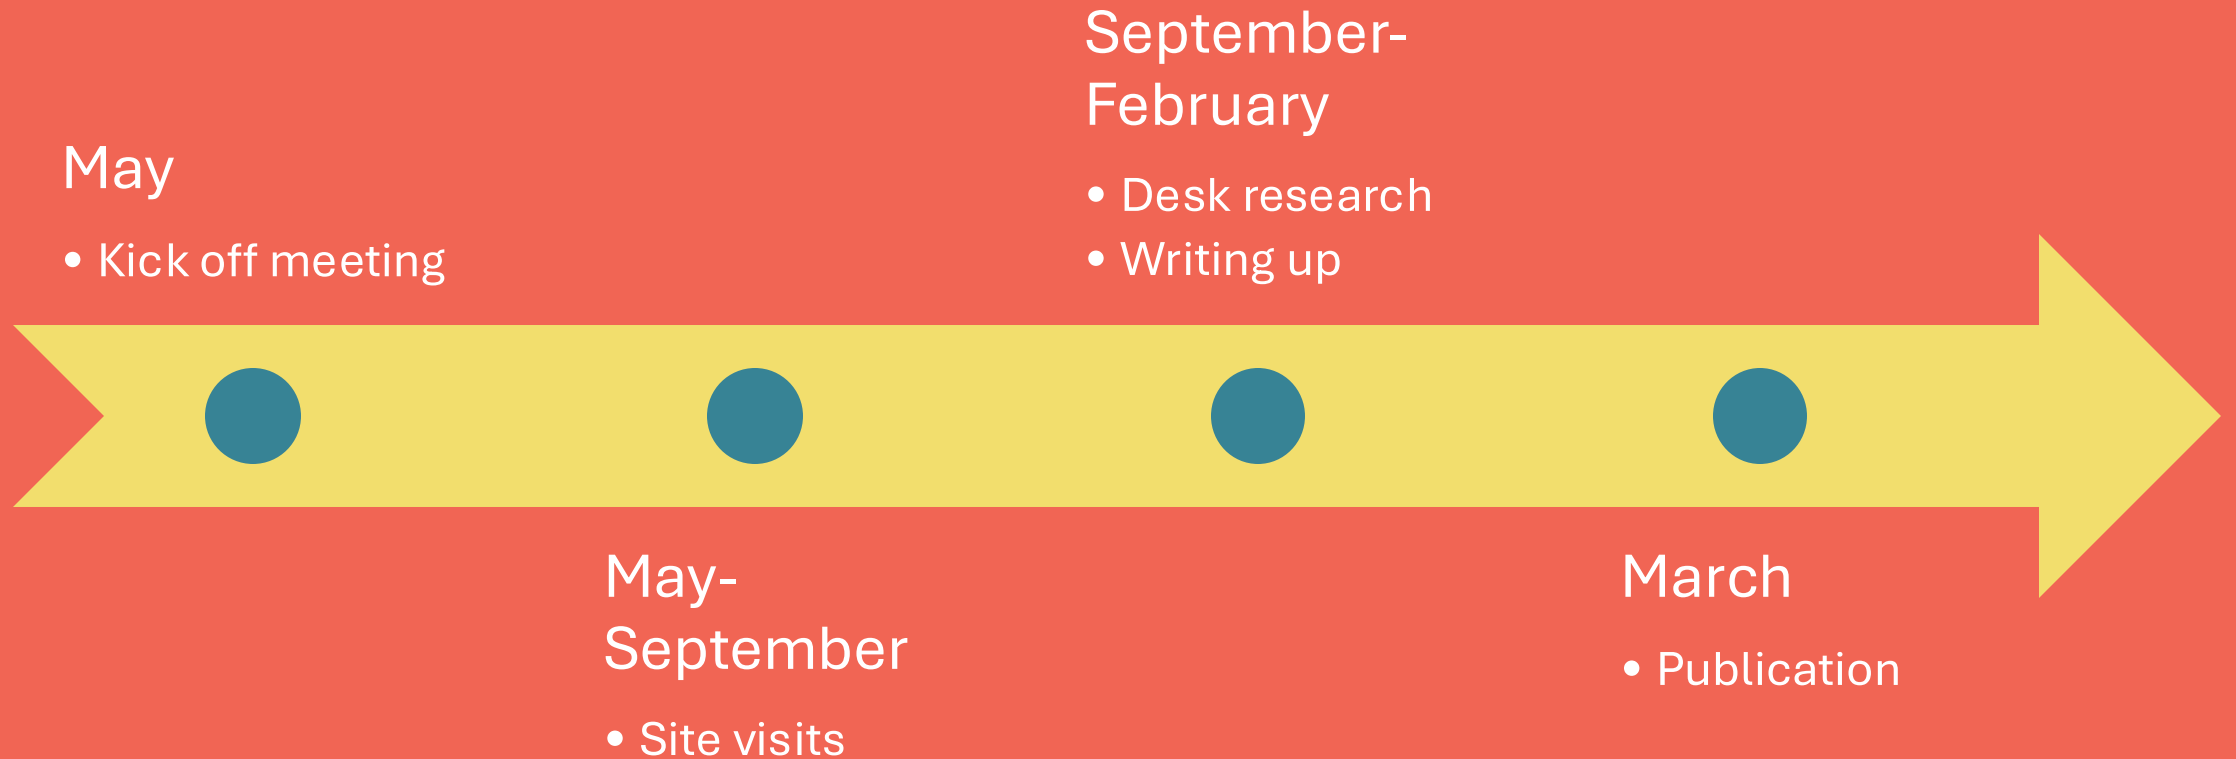 May
• Kick off meeting
May-
September
• Site visits
September-
February
• Desk research
• Writing up
March
• Publication